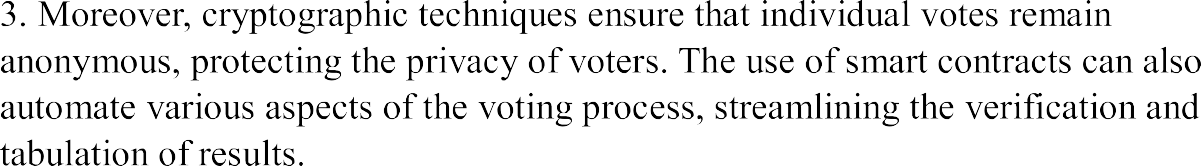 3. Moreover, cryptographic techniques ensure that individual votes remain
anonymous, protecting the privacy of voters. The use of smart contracts can also
automate various aspects of the voting process, streamlining the verification and
tabulation of results.